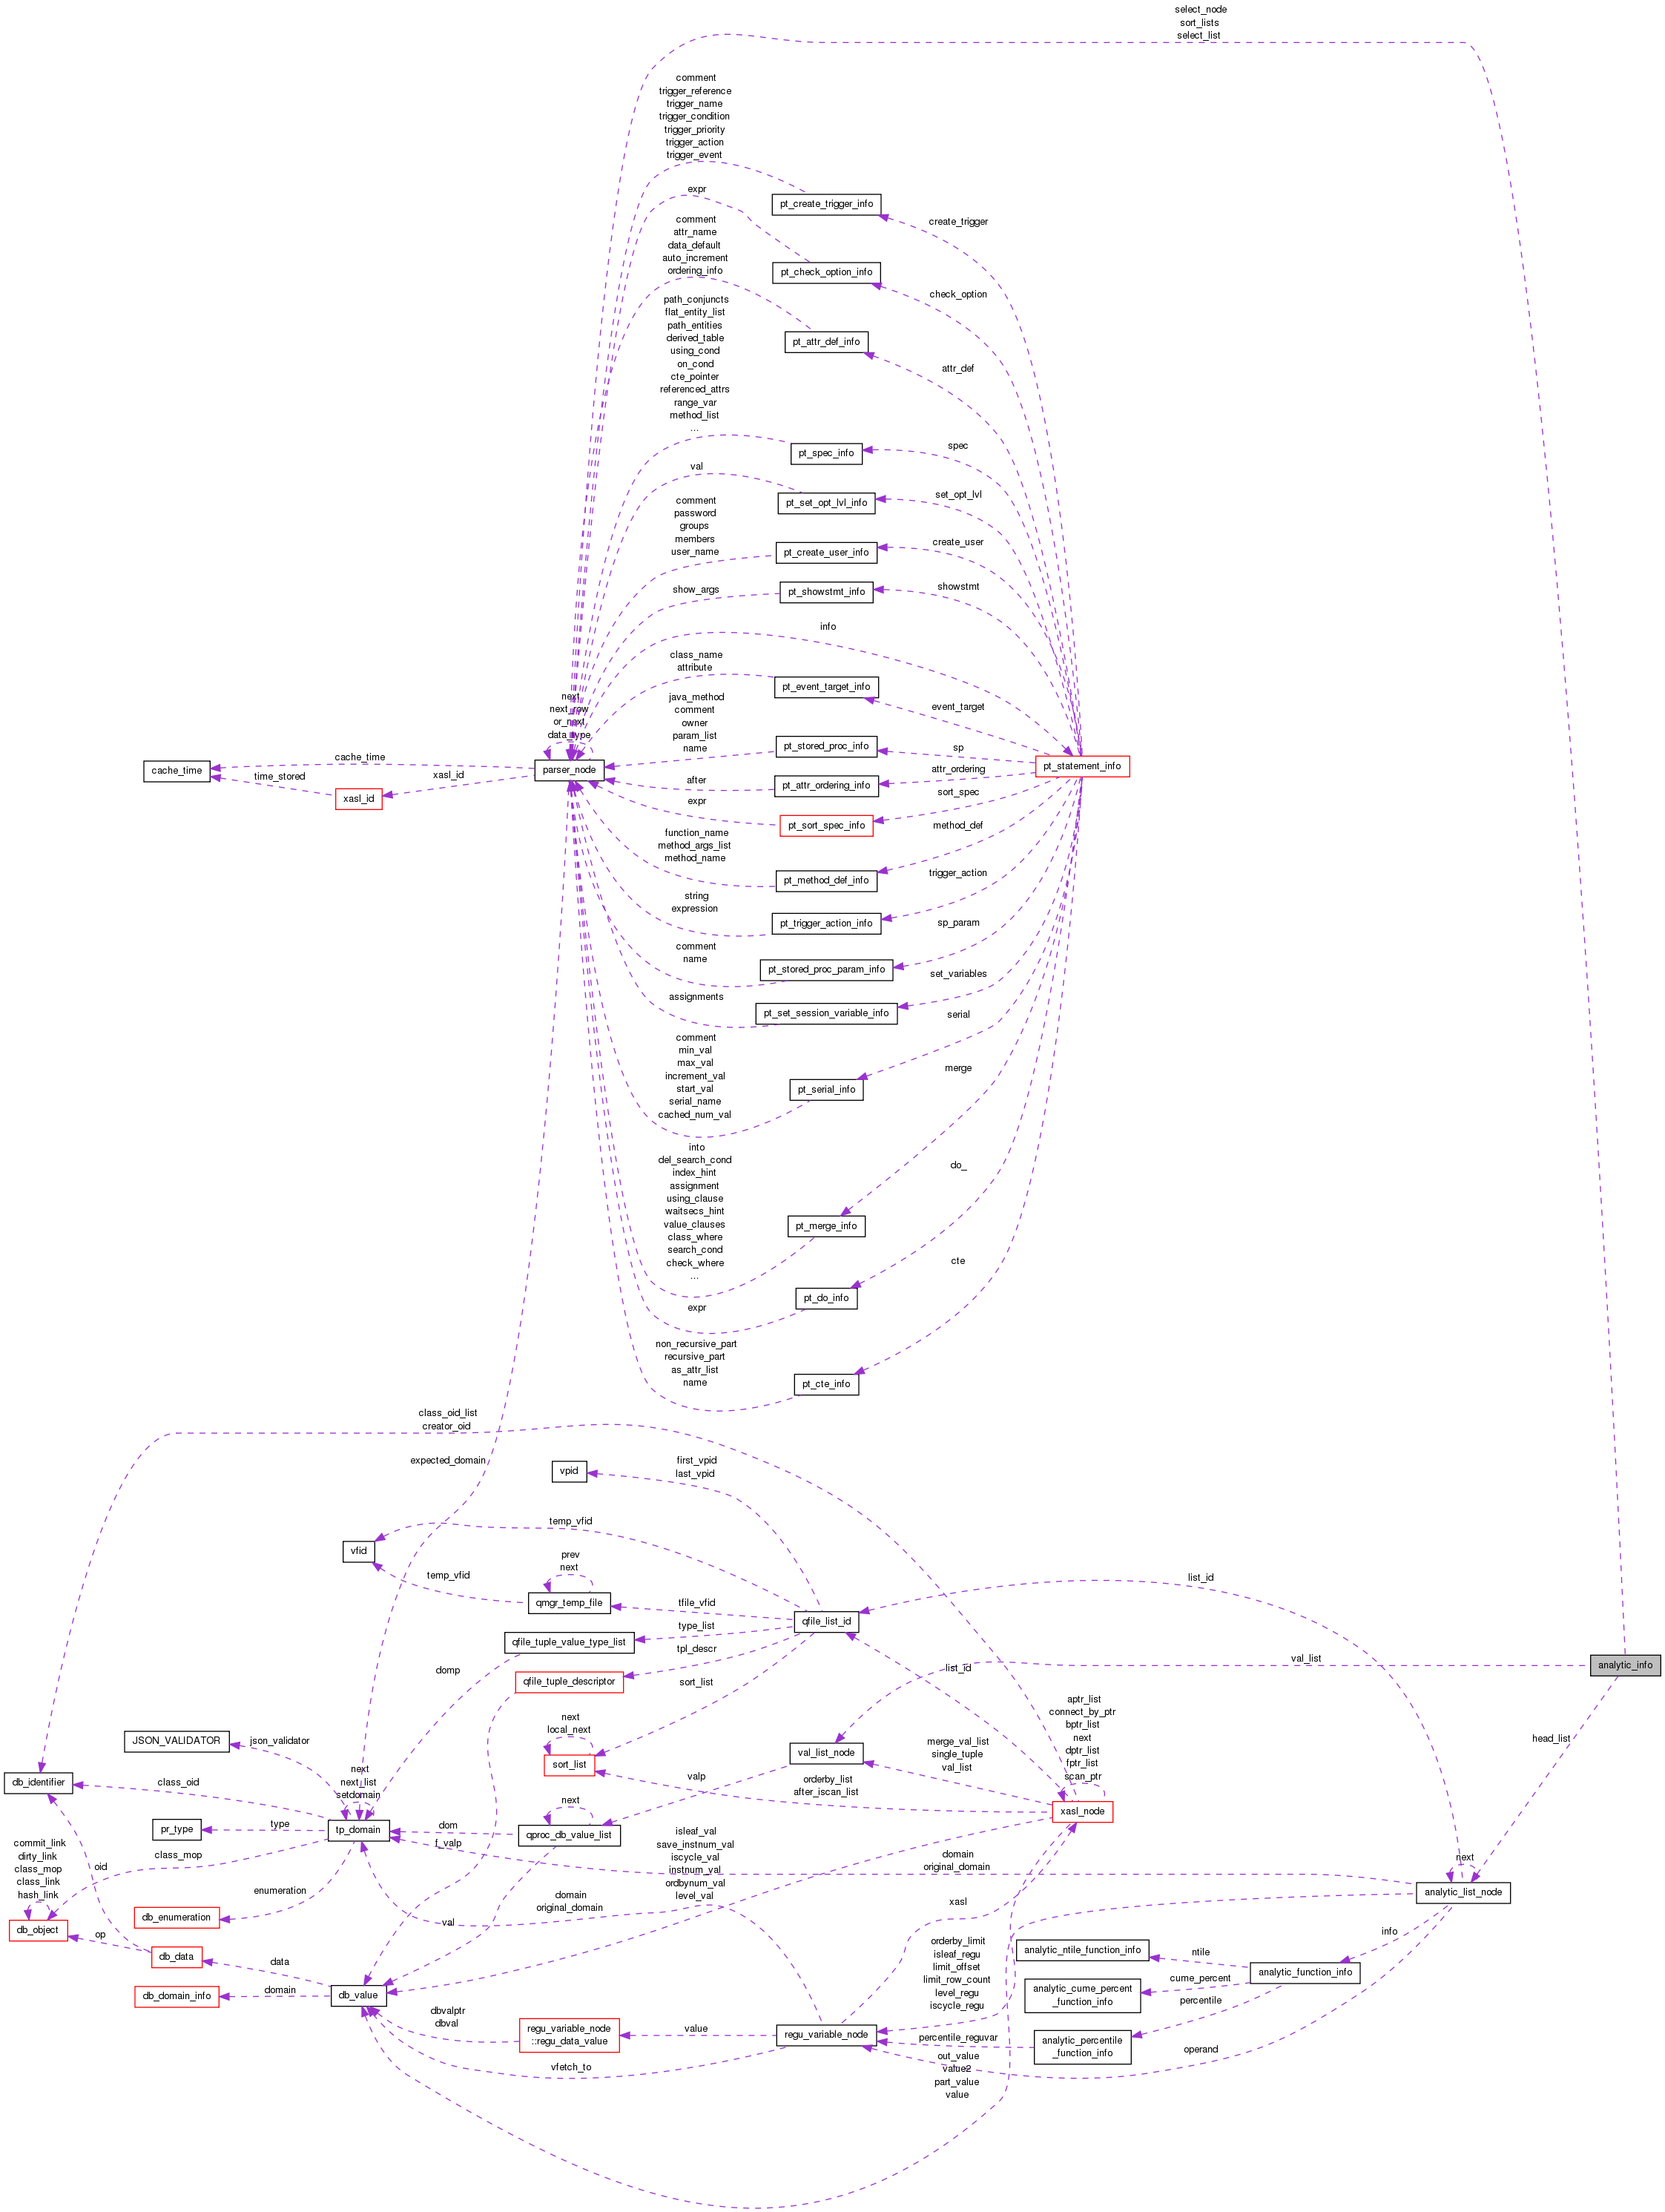 select_node
sort_lists
select_list
comment
trigger_reference
trigger_name
trigger_condition
trigger_priority
trigger_action
trigger_event
pt_create_trigger_info
create_trigger
expr
pt_check_option_info
check_option
comment
attr_name
data_default
auto_increment
ordering_info
pt_attr_def_info
attr_def
path_conjuncts
flat_entity_list
path_entities
derived_table
using_cond
on_cond
cte_pointer
referenced_attrs
range_var
method_list
...
pt_spec_info
spec
val
pt_set_opt_lvl_info
set_opt_lvl
comment
password
groups
members
user_name
pt_create_user_info
create_user
show_args
pt_showstmt_info
showstmt
info
class_name
attribute
pt_event_target_info
event_target
next
next_row
or_next
data_type
java_method
comment
owner
param_list
name
pt_stored_proc_info
sp
cache_time
cache_time
time_stored
xasl_id
xasl_id
parser_node
pt_statement_info
after
pt_attr_ordering_info
attr_ordering
expr
pt_sort_spec_info
sort_spec
function_name
method_args_list
method_name
pt_method_def_info
method_def
string
expression
pt_trigger_action_info
trigger_action
comment
name
pt_stored_proc_param_info
sp_param
assignments
pt_set_session_variable_info
set_variables
comment
min_val
max_val
increment_val
start_val
serial_name
cached_num_val
pt_serial_info
serial
into
del_search_cond
index_hint
assignment
using_clause
waitsecs_hint
value_clauses
class_where
search_cond
check_where
...
pt_merge_info
merge
expr
pt_do_info
do_
non_recursive_part
recursive_part
as_attr_list
name
pt_cte_info
cte
class_oid_list
creator_oid
expected_domain
first_vpid
last_vpid
vpid
temp_vfid
vfid
temp_vfid
prev
next
qmgr_temp_file
tfile_vfid
qfile_list_id
list_id
type_list
qfile_tuple_value_type_list
tpl_descr
domp
qfile_tuple_descriptor
sort_list
list_id
val_list
analytic_info
head_list
aptr_list
connect_by_ptr
bptr_list
next
dptr_list
fptr_list
scan_ptr
xasl_node
JSON_VALIDATOR
json_validator
next
local_next
sort_list
val_list_node
merge_val_list
single_tuple
val_list
valp
orderby_list
after_iscan_list
db_identifier
class_oid
next
next_list
setdomain
tp_domain
pr_type
type
class_mop
dom
next
qproc_db_value_list
f_valp
isleaf_val
save_instnum_val
iscycle_val
instnum_val
ordbynum_val
level_val
domain
original_domain
next
analytic_list_node
commit_link
dirty_link
class_mop
class_link
hash_link
db_object
oid
op
enumeration
db_enumeration
db_data
data
db_domain_info
domain
db_value
val
domain
original_domain
xasl
orderby_limit
isleaf_regu
limit_offset
limit_row_count
level_regu
iscycle_regu
analytic_ntile_function_info
ntile
info
analytic_function_info
analytic_cume_percent
_function_info
cume_percent
percentile
dbvalptr
dbval
regu_variable_node
::regu_data_value
value
regu_variable_node
percentile_reguvar
analytic_percentile
_function_info
operand
vfetch_to
out_value
value2
part_value
value